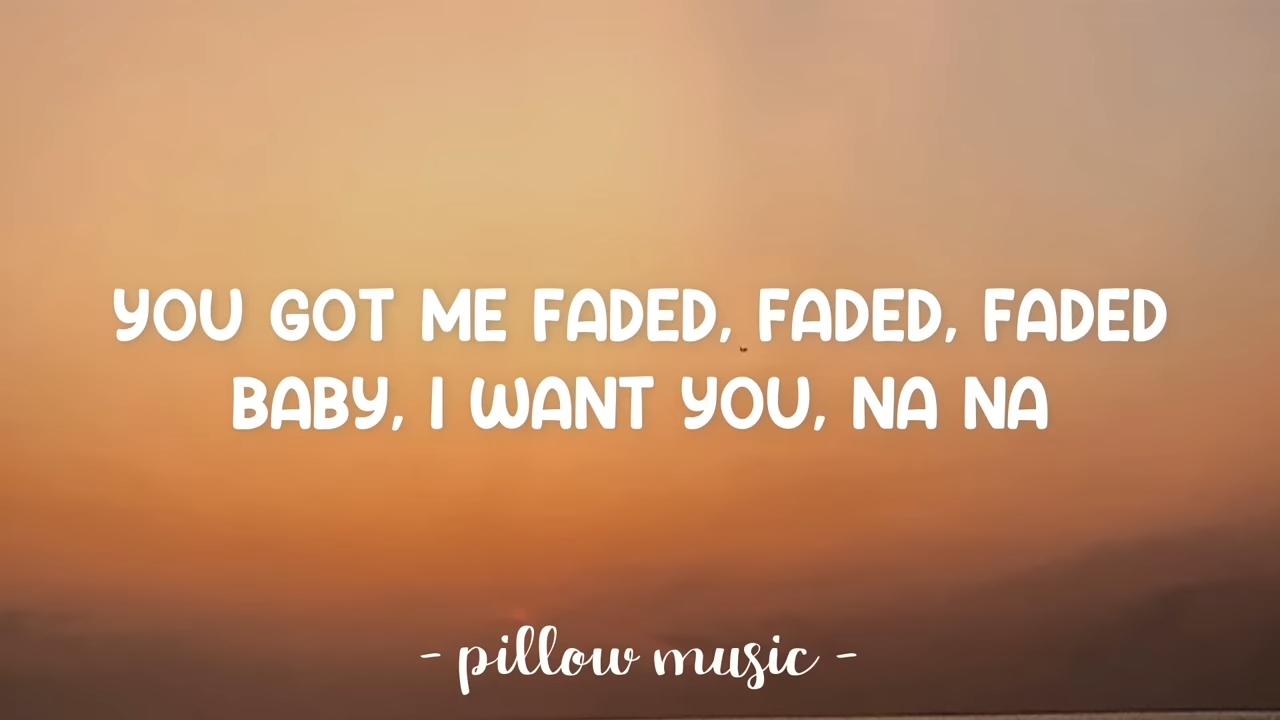 YOU GOT ME FADED, FADED, FADED
BABY, I WANT YOU, NA NA
- pillow music -